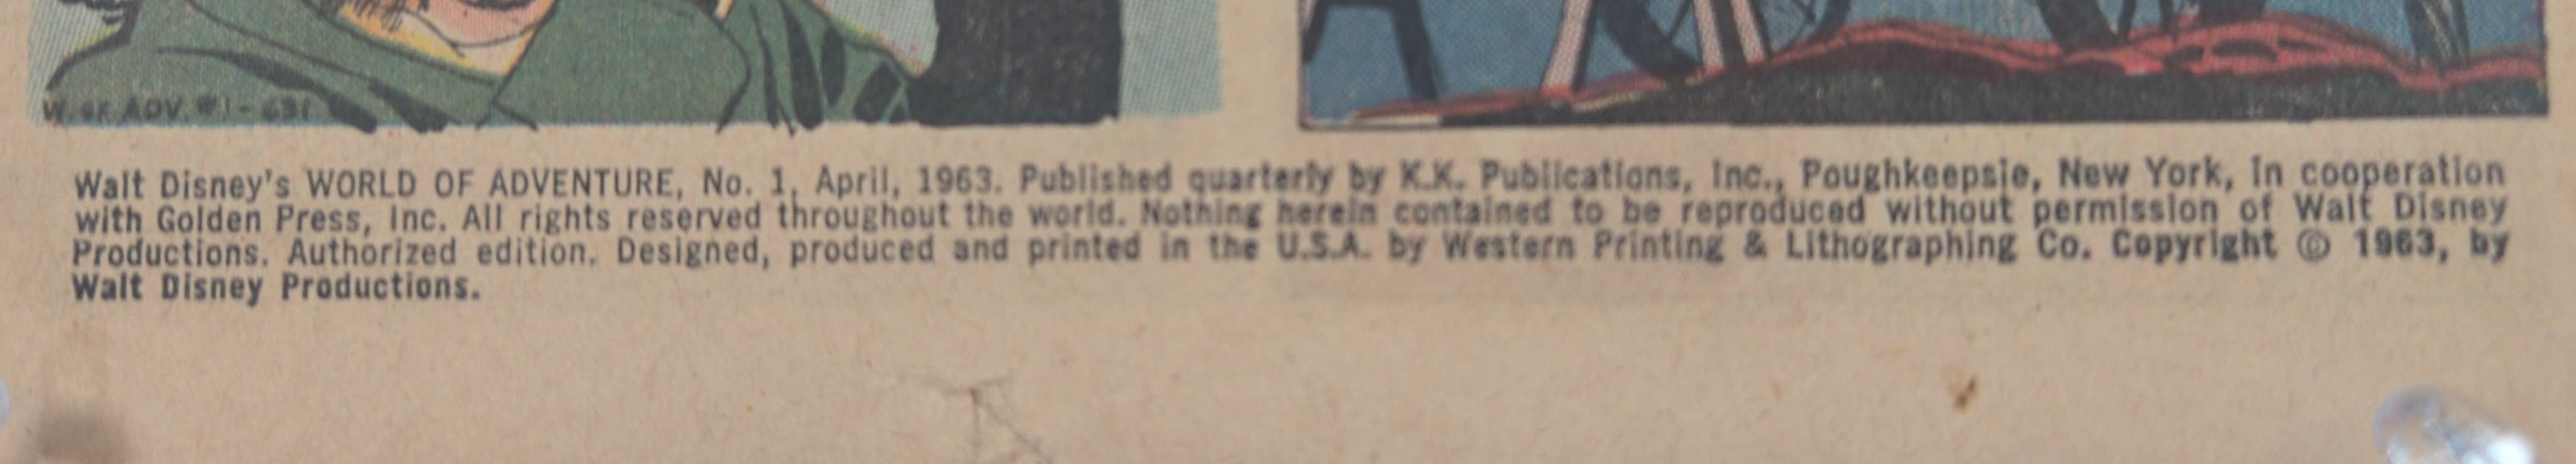 W. OF ADV. #1-631
Walt Disney's WORLD OF ADVENTURE, No. 1, April, 1963. Published quarterly by K.K. Publications, Inc., Poughkeepsie, New York, in cooperation
with Golden Press, Inc. All rights reserved throughout the world. Nothing herein contained to be reproduced without permission of Walt Disney
Productions. Authorized edition. Designed, produced and printed in the U.S.A. by Western Printing & Lithographing Co. Copyright © 1963, by
Walt Disney Productions.